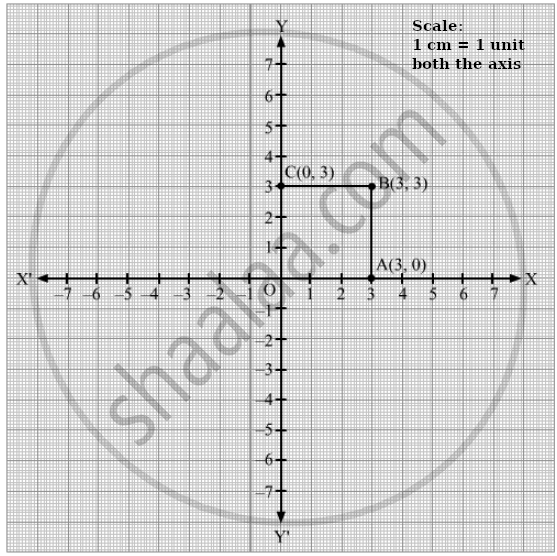 Y
Scale:
1 cm = 1 unit
both the axis
7
6
5
4
C(0, 3)
3
B(3, 3)
2
1
A(3, 0)
X'
O
X
–7 –6 –5 –4 –3 –2 –1 1 2 3 4 5 6 7
–1
–2
–3
–4
–5
–6
–7
Y'
shaalaa.com